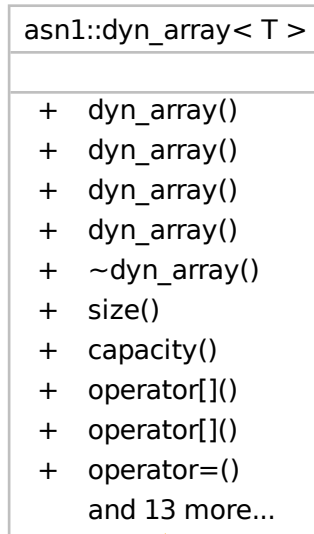 asn1::dyn_array< T >
+ dyn_array()
+ dyn_array()
+ dyn_array()
+ dyn_array()
+ ~dyn_array()
+ size()
+ capacity()
+ operator[]()
+ operator[]()
+ operator=()
and 13 more...